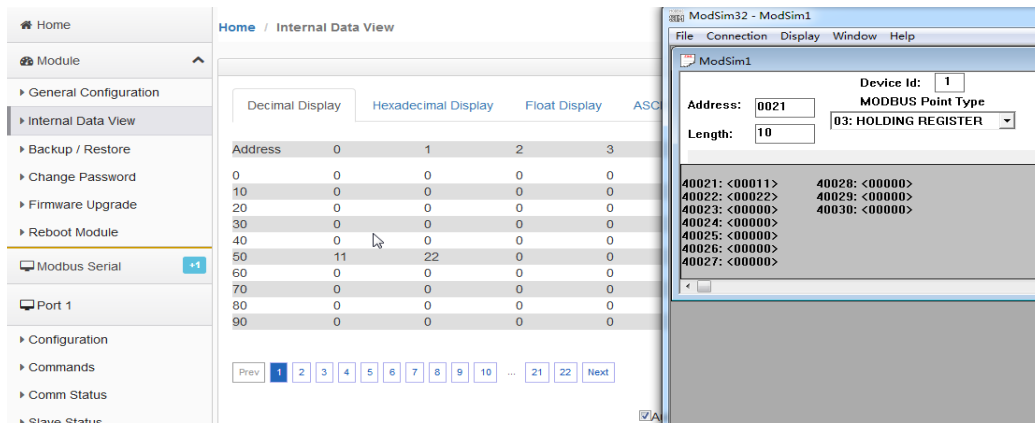 Home
Module
General Configuration
Internal Data View
Backup / Restore
Change Password
Firmware Upgrade
Reboot Module
Modbus Serial +1
Port 1
Configuration
Commands
Comm Status
Slave Status
Home / Internal Data View
Decimal Display Hexadecimal Display Float Display
Address 0 1 2 3
0 0 0 0 0
10 0 0 0 0
20 0 0 0 0
30 0 0 0 0
40 0 0 0 0
50 11 22 0 0
60 0 0 0 0
70 0 0 0 0
80 0 0 0 0
90 0 0 0 0
Prev 1 2 3 4 5 6 7 8 9 10 ... 21 22 Next
ModSim32 - ModSim1
File Connection Display Window Help
ModSim1
Device Id: 1
Address: 0021 MODBUS Point Type
03: HOLDING REGISTER
Length: 10
40021: <00011> 40028: <00000>
40022: <00022> 40029: <00000>
40023: <00000> 40030: <00000>
40024: <00000>
40025: <00000>
40026: <00000>
40027: <00000>